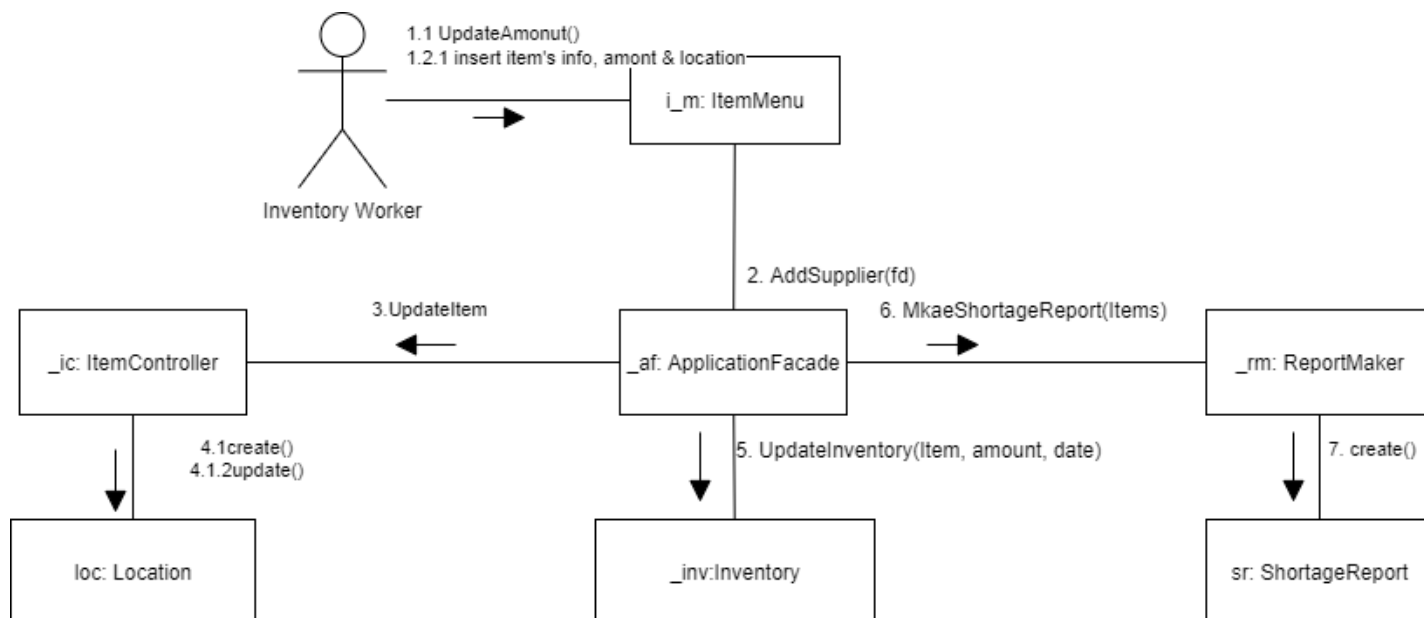 1.1 UpdateAmonut()
1.2.1 insert item's info, amont & location
i_m: ItemMenu
Inventory Worker
2. AddSupplier(fd)
3.UpdateItem
6. MkaeShortageReport(Items)
_ic: ItemController
_af: ApplicationFacade
_rm: ReportMaker
4.1create()
4.1.2update()
5. UpdateInventory(Item, amount, date)
7. create()
loc: Location
_inv:Inventory
sr: ShortageReport